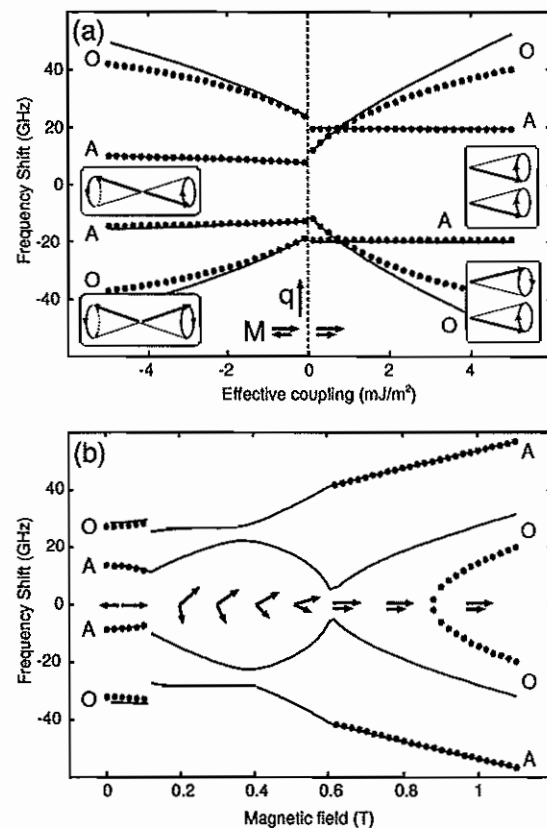 (a)
O
O
40
20
A
A
0
A
A
-20
O
q
-40
M
O
Frequency Shift (GHz)
-4
-2
0
2
4
Effective coupling (mJ/m²)
(b)
A
40
O
20
A
0
A
-20
O
O
-40
A
Frequency Shift (GHz)
0
0.2
0.4
0.6
0.8
1
Magnetic field (T)